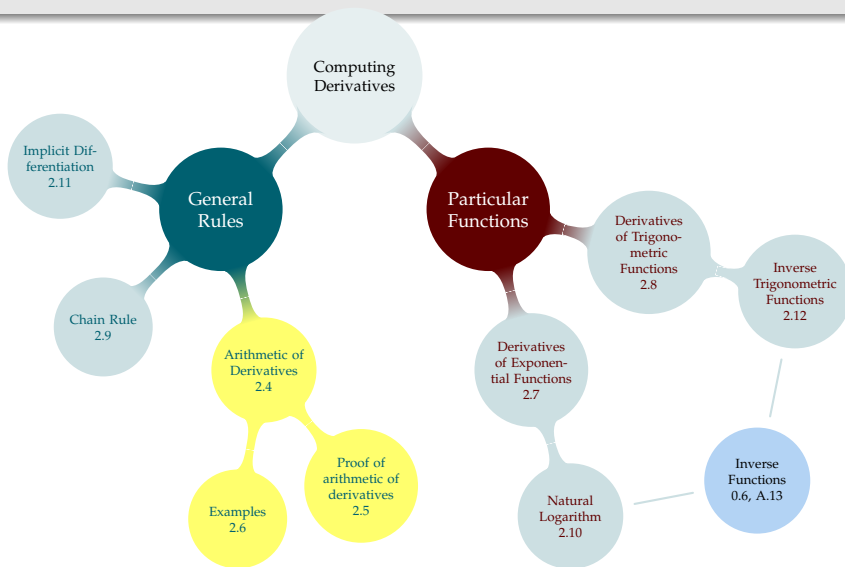 Computing
Derivatives
Implicit Dif-
ferentiation
2.11
General
Rules
Particular
Functions
Derivatives
of Trigono-
metric
Functions
2.8
Inverse
Trigonometric
Functions
2.12
Chain Rule
2.9
Arithmetic of
Derivatives
2.4
Derivatives
of Exponen-
tial Functions
2.7
Proof of
arithmetic of
derivatives
2.5
Examples
2.6
Natural
Logarithm
2.10
Inverse
Functions
0.6, A.13